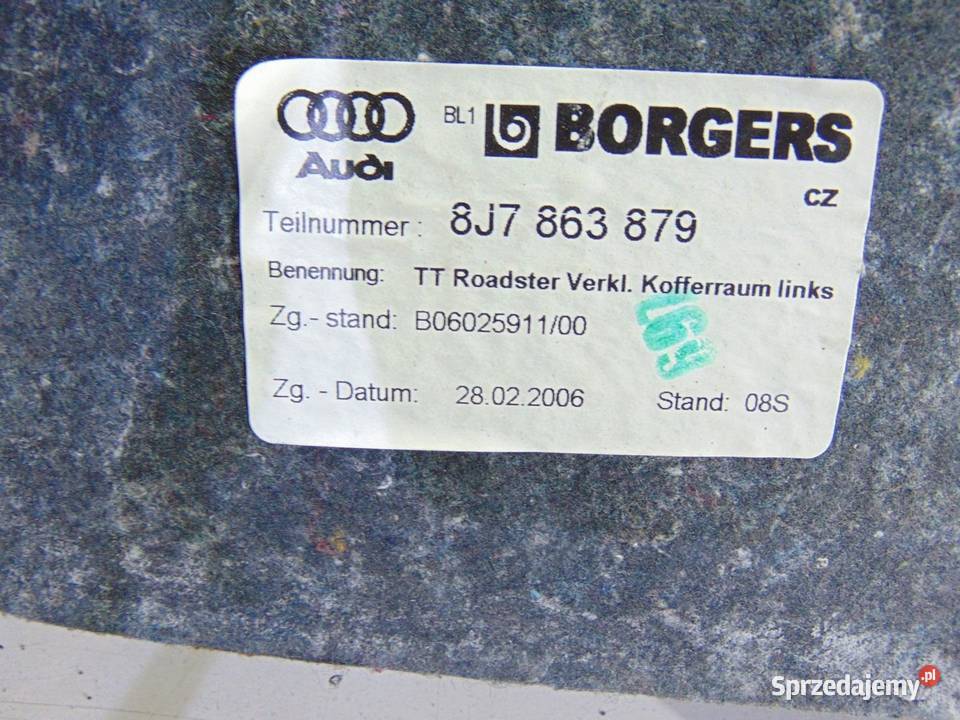 Audi BL1 BORGERS
CZ
Teilnummer : 8J7 863 879
Benennung: TT Roadster Verkl. Kofferraum links
Zg.- stand: B06025911/00
Zg. - Datum: 28.02.2006 Stand: 08S
Sprzedajemy.pl